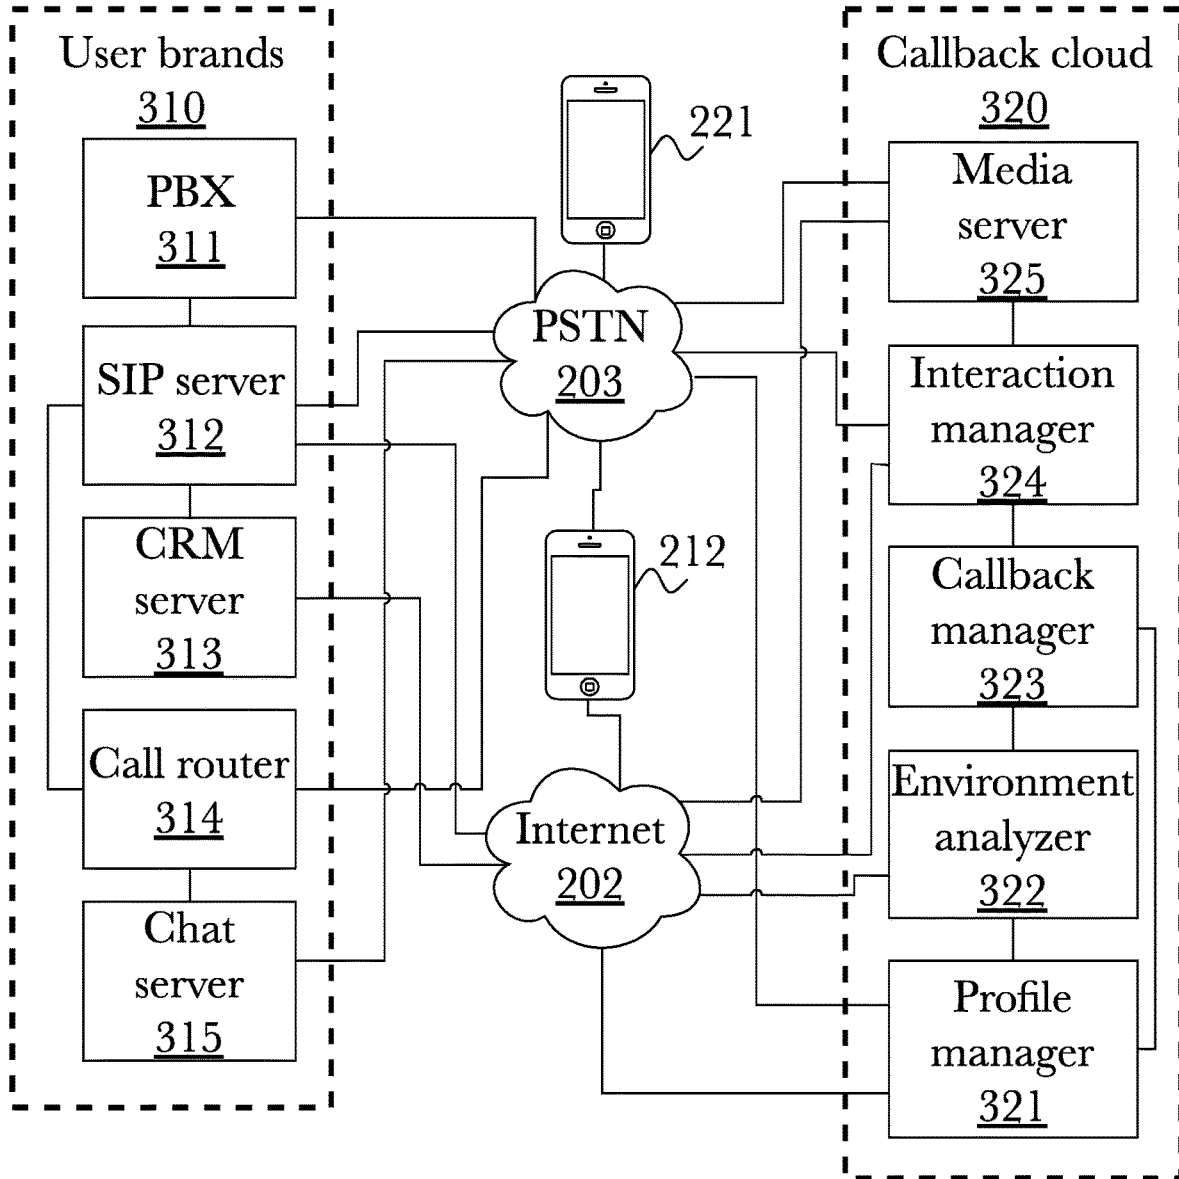 User brands
310
PBX
311
SIP server
312
CRM
server
313
Call router
314
Chat
server
315
221
PSTN
203
212
Internet
202
Callback cloud
320
Media
server
325
Interaction
manager
324
Callback
manager
323
Environment
analyzer
322
Profile
manager
321